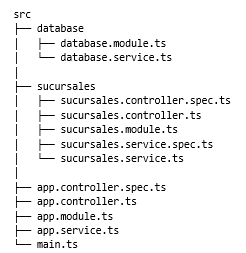 src
├── database
│   ├── database.module.ts
│   └── database.service.ts
│
├── sucursales
│   ├── sucursales.controller.spec.ts
│   ├── sucursales.controller.ts
│   ├── sucursales.module.ts
│   ├── sucursales.service.spec.ts
│   └── sucursales.service.ts
│
├── app.controller.spec.ts
├── app.controller.ts
├── app.module.ts
├── app.service.ts
└── main.ts